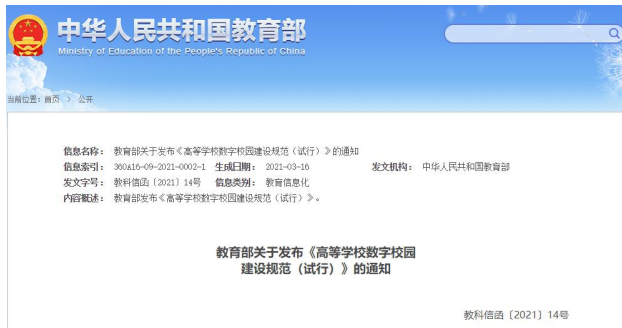 中华人民共和国教育部
Ministry of Education of the People's Republic of China
当前位置：首页 > 公开
信息名称： 教育部关于发布《高等学校数字校园建设规范（试行）》的通知
信息索引： 360A16-09-2021-0002-1 生成日期： 2021-03-16 发文机构： 中华人民共和国教育部
发文字号： 教科信函〔2021〕14号 信息类别： 教育信息化
内容概述： 教育部发布《高等学校数字校园建设规范（试行）》。
教育部关于发布《高等学校数字校园
建设规范（试行）》的通知
教科信函〔2021〕14号